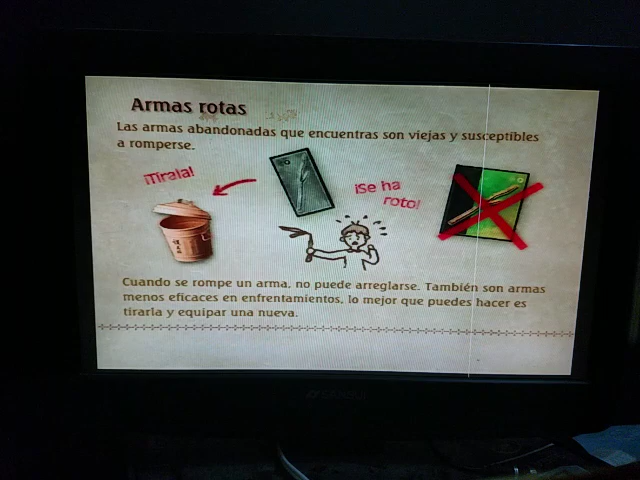 Armas rotas
Las armas abandonadas que encuentras son viejas y susceptibles
a romperse.
¡Tírala!
¡Se ha
roto!
Cuando se rompe un arma, no puede arreglarse. También son armas
menos eficaces en enfrentamientos, lo mejor que puedes hacer es
tirarla y equipar una nueva.